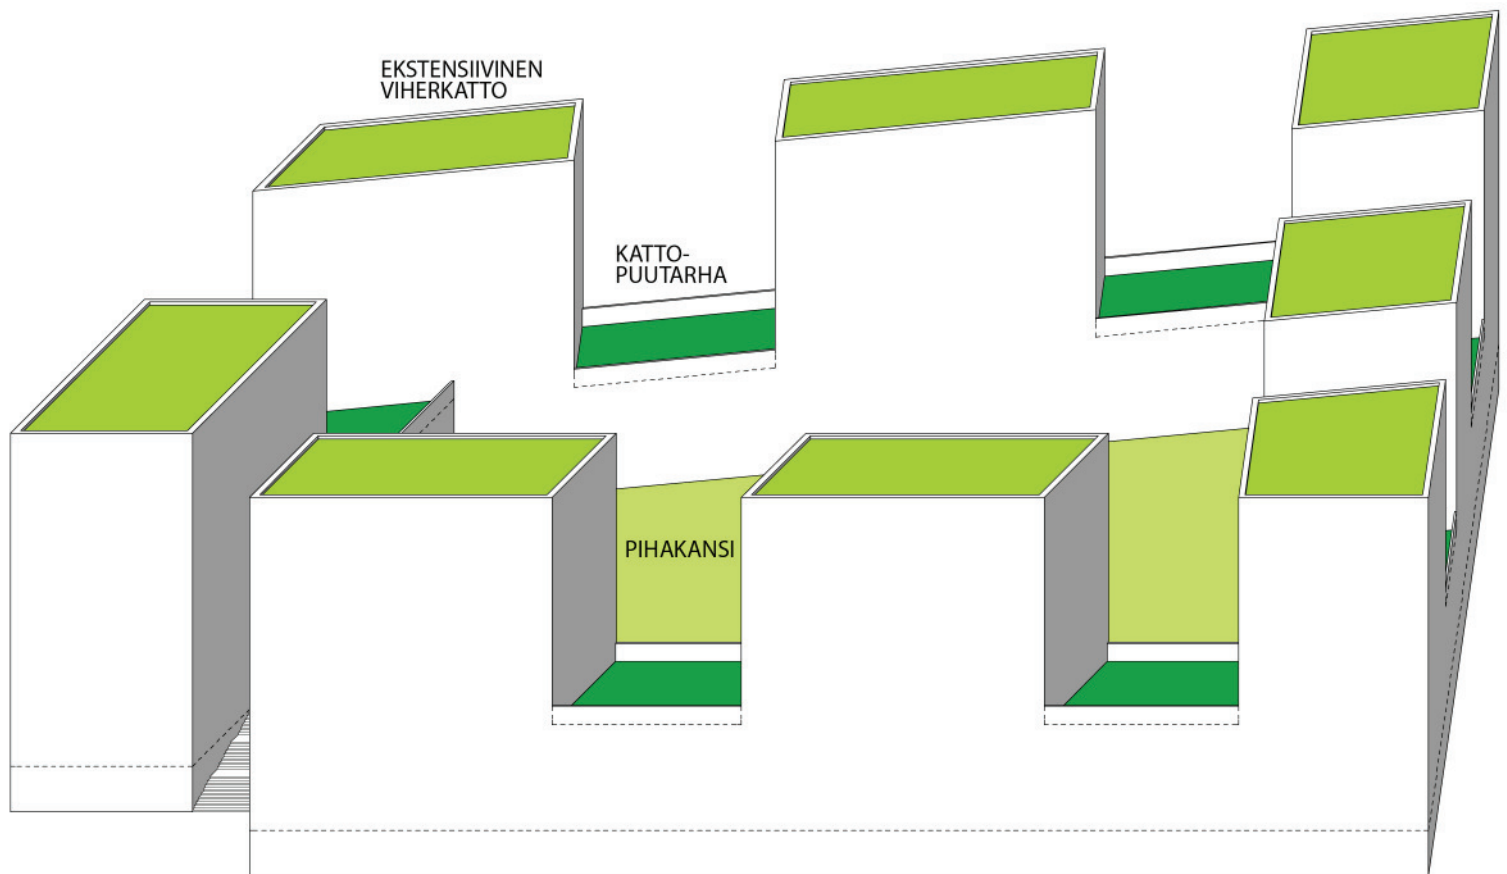 EKSTENSIIVINEN
VIHERKATTO
KATTO-
PUUTARHA
PIHAKANSI